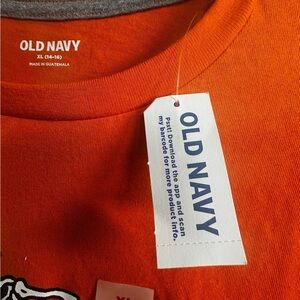 OLD NAVY
XL (14-16)
MADE IN GUATEMALA
OLD NAVY
Psst! Download the app and scan
my barcode for more product info.
XL